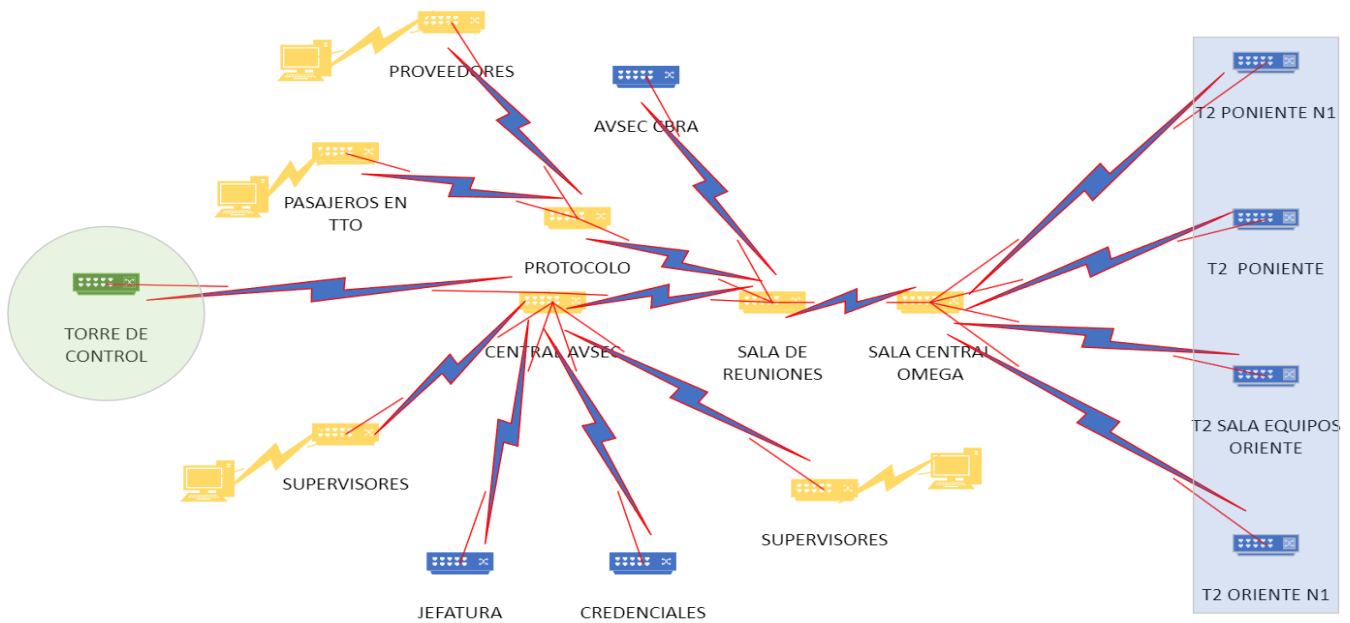 PROVEEDORES
AVSEC CBRA
T2 PONIENTE N1
PASAJEROS EN
TTO
PROTOCOLO
T2 PONIENTE
TORRE DE
CONTROL
CENTRAL AVSEC
SALA DE
REUNIONES
SALA CENTRAL
OMEGA
T2 SALA EQUIPOS
ORIENTE
SUPERVISORES
SUPERVISORES
JEFATURA
CREDENCIALES
T2 ORIENTE N1